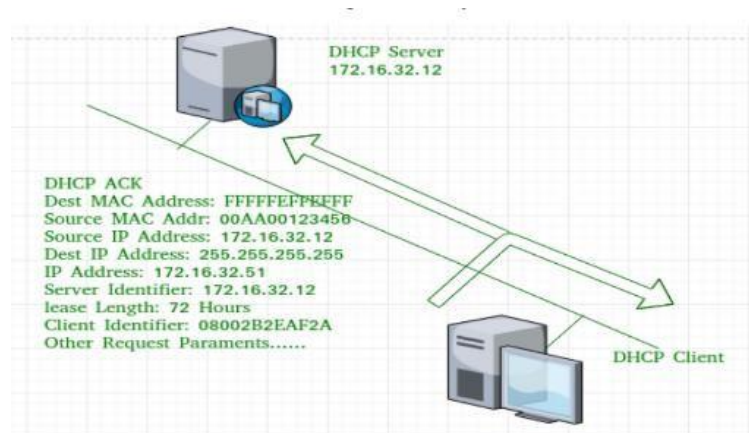 DHCP Server
172.16.32.12
DHCP ACK
Dest MAC Address: FFFFFEFPEFFF
Source MAC Addr: 00AA00123456
Source IP Address: 172.16.32.12
Dest IP Address: 255.255.255.255
IP Address: 172.16.32.51
Server Identifier: 172.16.32.12
lease Length: 72 Hours
Client Identifier: 08002B2EAF2A
Other Request Paraments......
DHCP Client